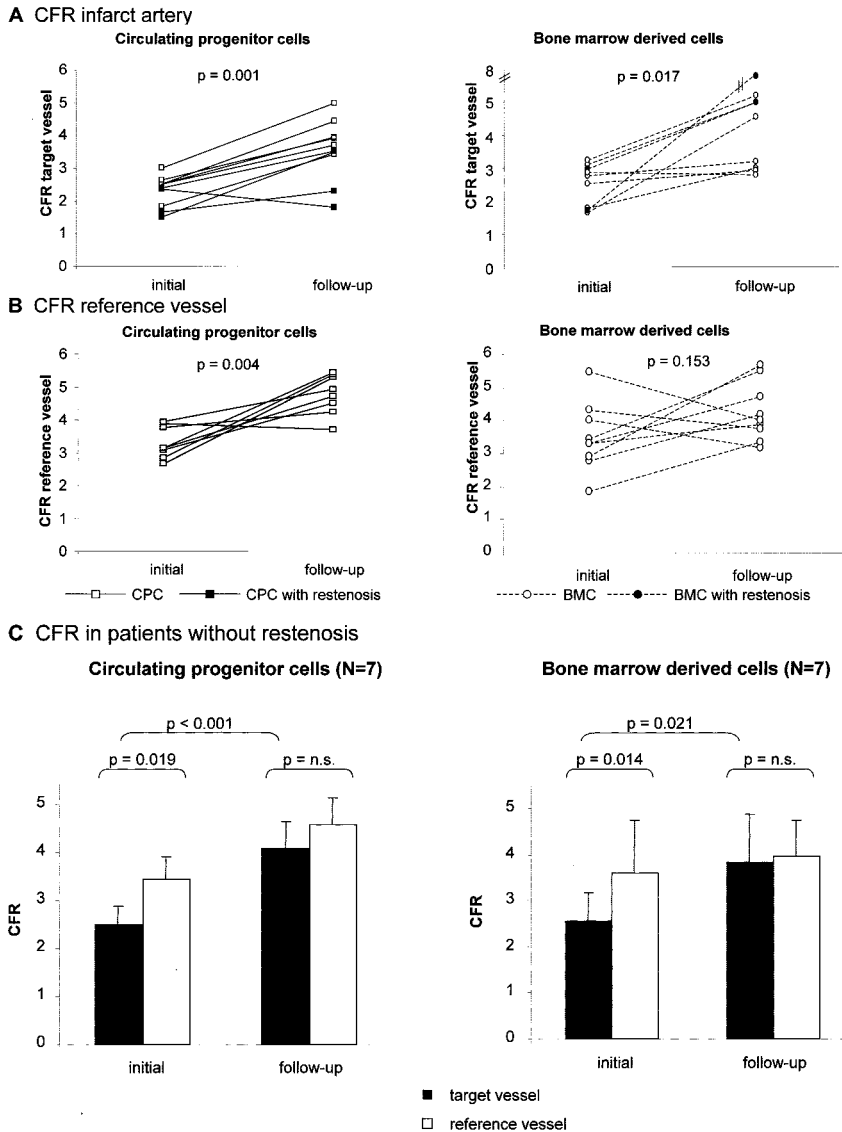 A CFR infarct artery
Circulating progenitor cells
p = 0.001
CFR target vessel
6
5
4
3
2
1
0
initial follow-up
Bone marrow derived cells
p = 0.017
CFR target vessel
8
5
4
3
2
1
0
initial follow-up
B CFR reference vessel
Circulating progenitor cells
p = 0.004
CFR reference vessel
6
5
4
3
2
1
0
initial follow-up
CPC CPC with restenosis
Bone marrow derived cells
p = 0.153
CFR reference vessel
6
5
4
3
2
1
0
initial follow-up
BMC BMC with restenosis
C CFR in patients without restenosis
Circulating progenitor cells (N=7)
p < 0.001
p = 0.019 p = n.s.
CFR
5
4
3
2
1
0
initial follow-up
Bone marrow derived cells (N=7)
p = 0.021
p = 0.014 p = n.s.
CFR
5
4
3
2
1
0
initial follow-up
target vessel
reference vessel